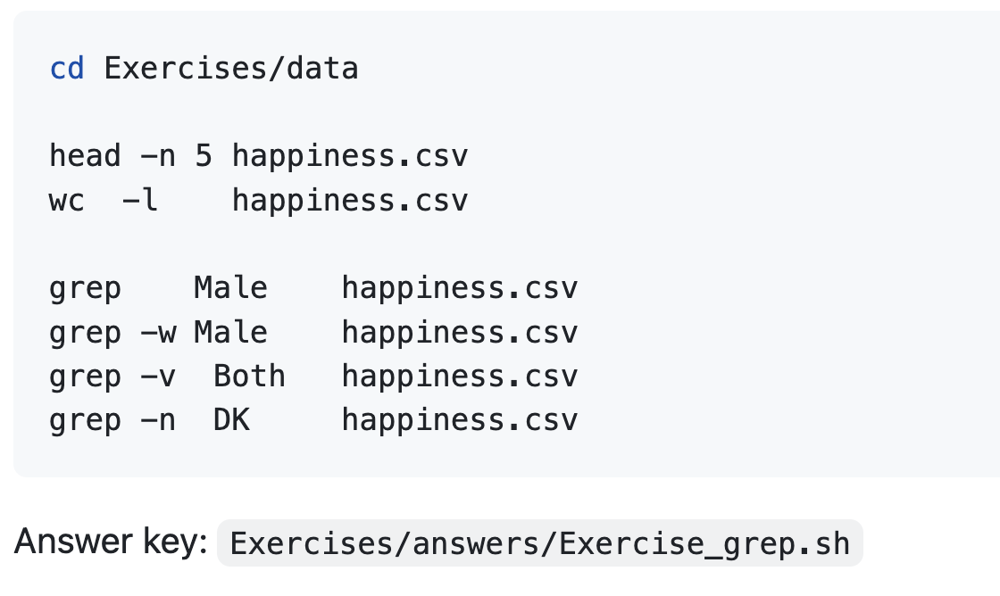 cd Exercises/data
head -n 5 happiness.csv
wc  -l    happiness.csv
grep    Male    happiness.csv
grep -w Male    happiness.csv
grep -v  Both   happiness.csv
grep -n  DK     happiness.csv
Answer key: Exercises/answers/Exercise_grep.sh